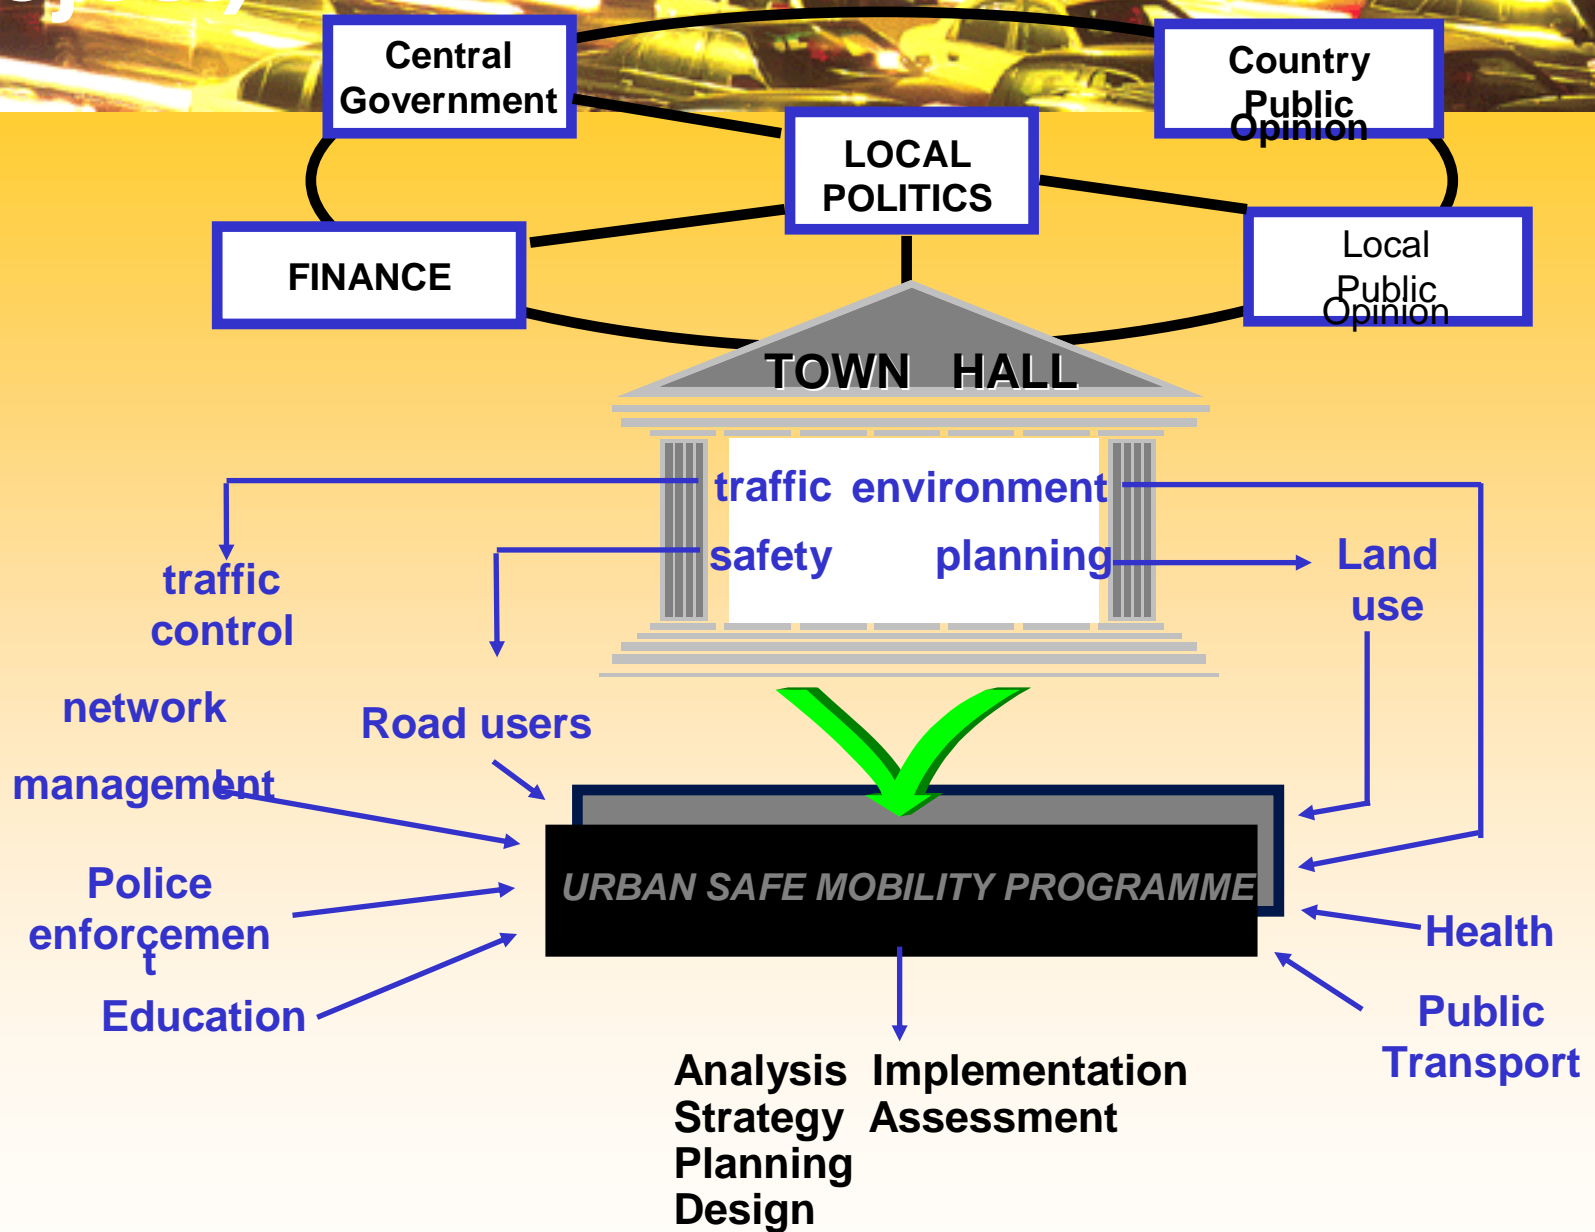 Central
Government
Country
Public
Opinion
LOCAL
POLITICS
FINANCE
Local
Public
Opinion
TOWN HALL
traffic environment
safety planning
traffic
control
Land
use
network
management
Road users
Police
enforcemen
t
URBAN SAFE MOBILITY PROGRAMME
Health
Education
Public
Transport
Analysis Implementation
Strategy Assessment
Planning
Design